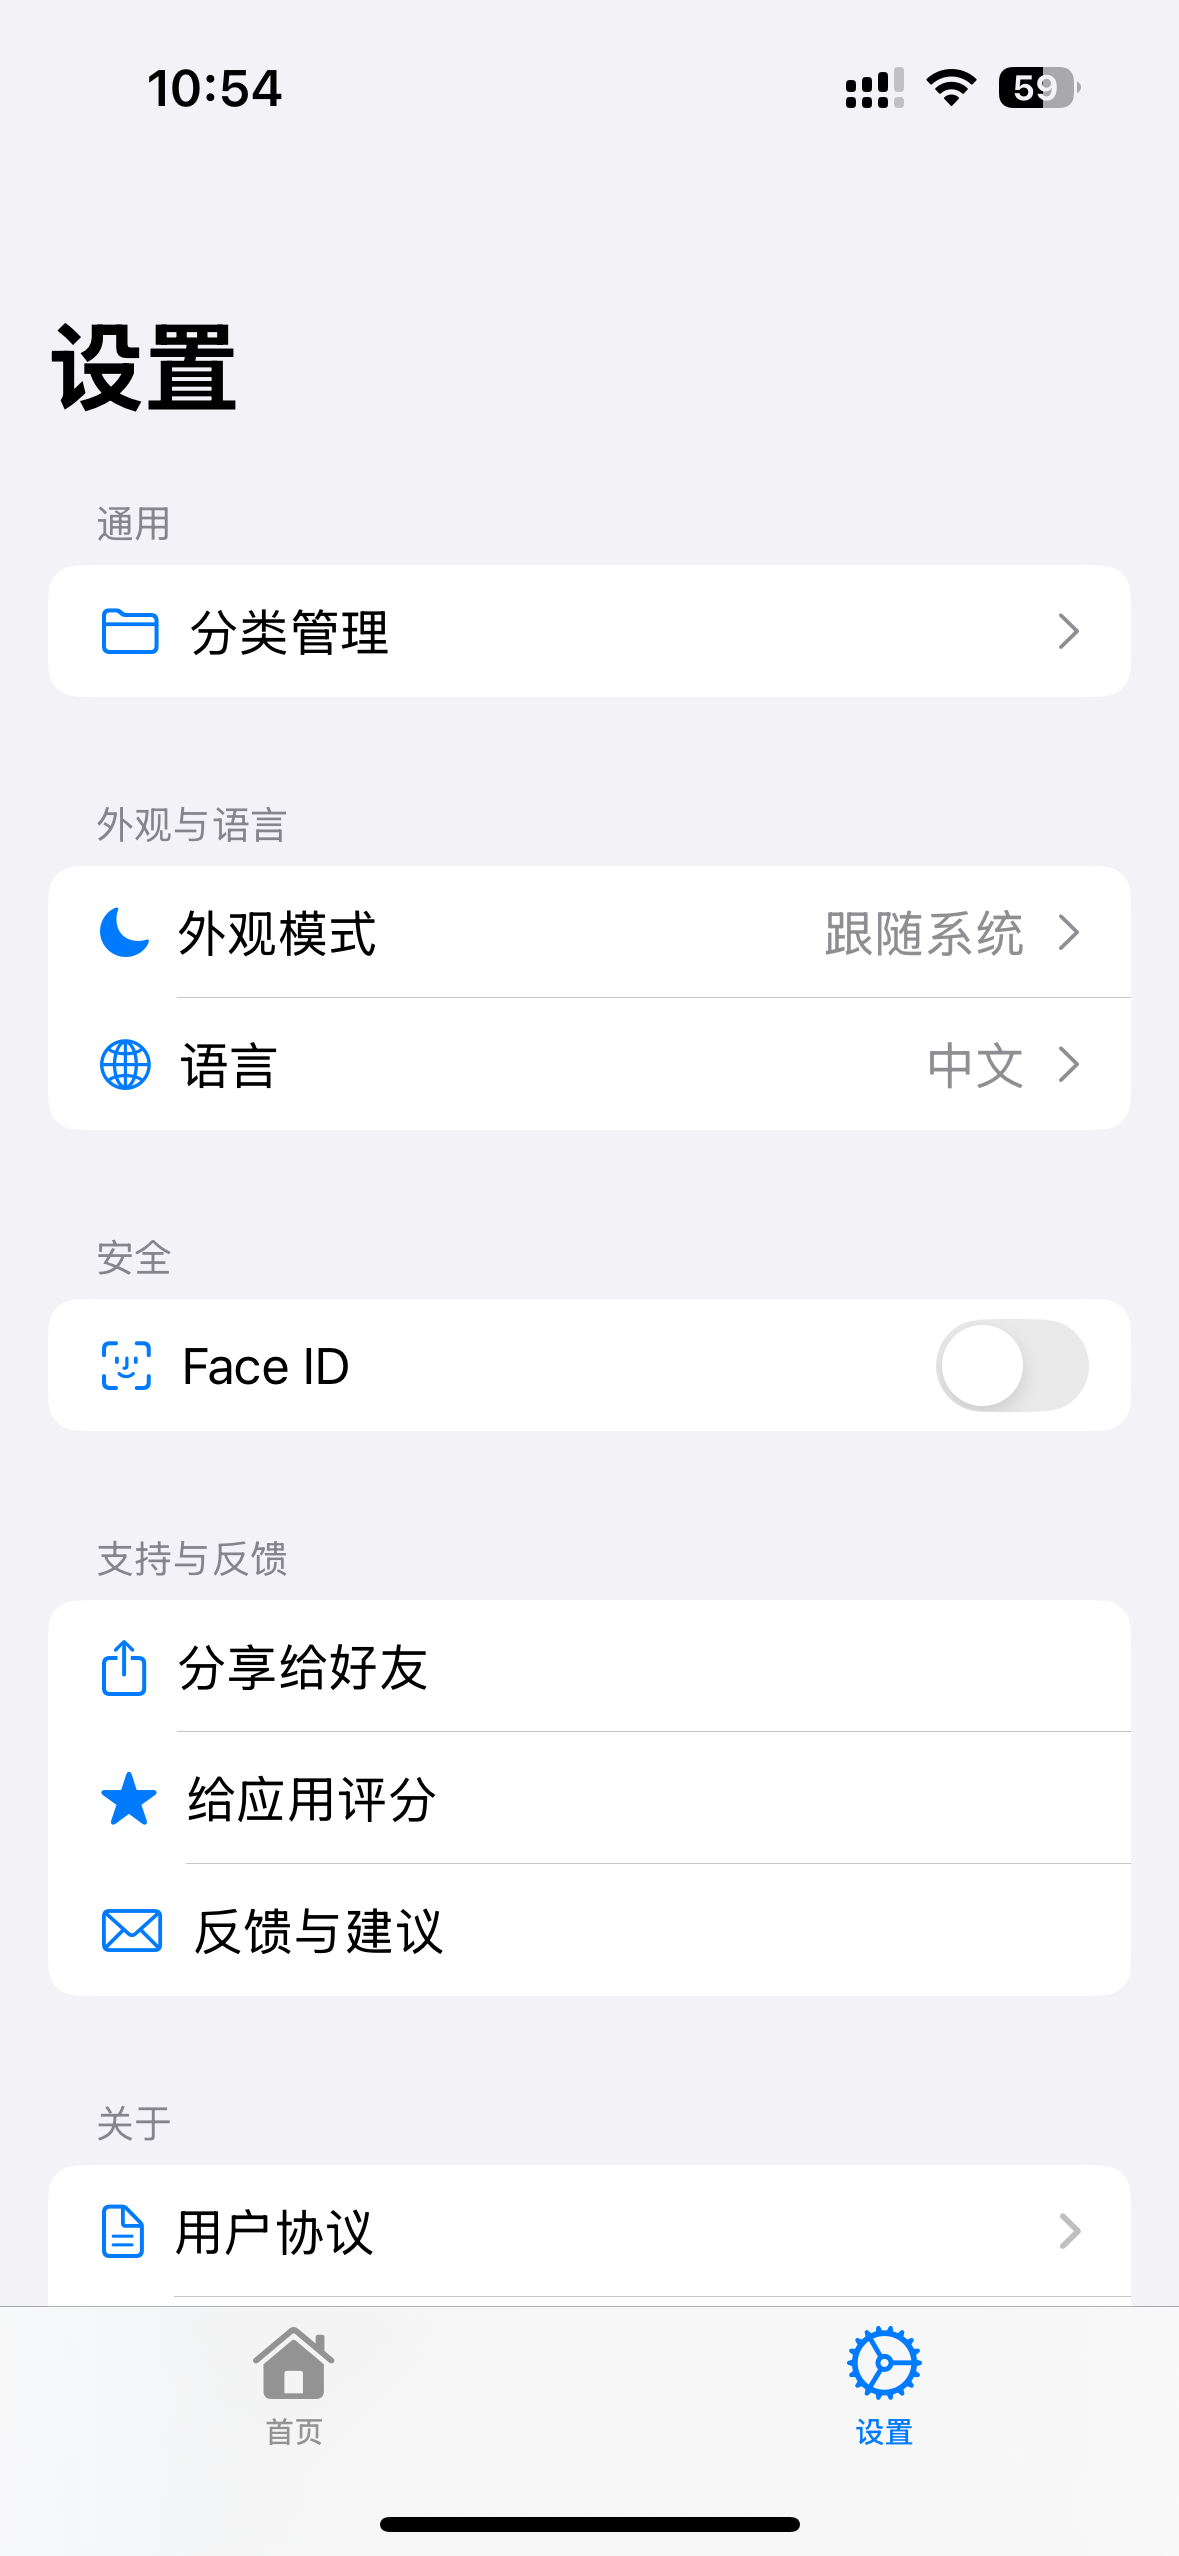 10:54
59
设置
通用
分类管理
外观与语言
外观模式 跟随系统
语言 中文
安全
Face ID
支持与反馈
分享给好友
给应用评分
反馈与建议
关于
用户协议
首页 设置